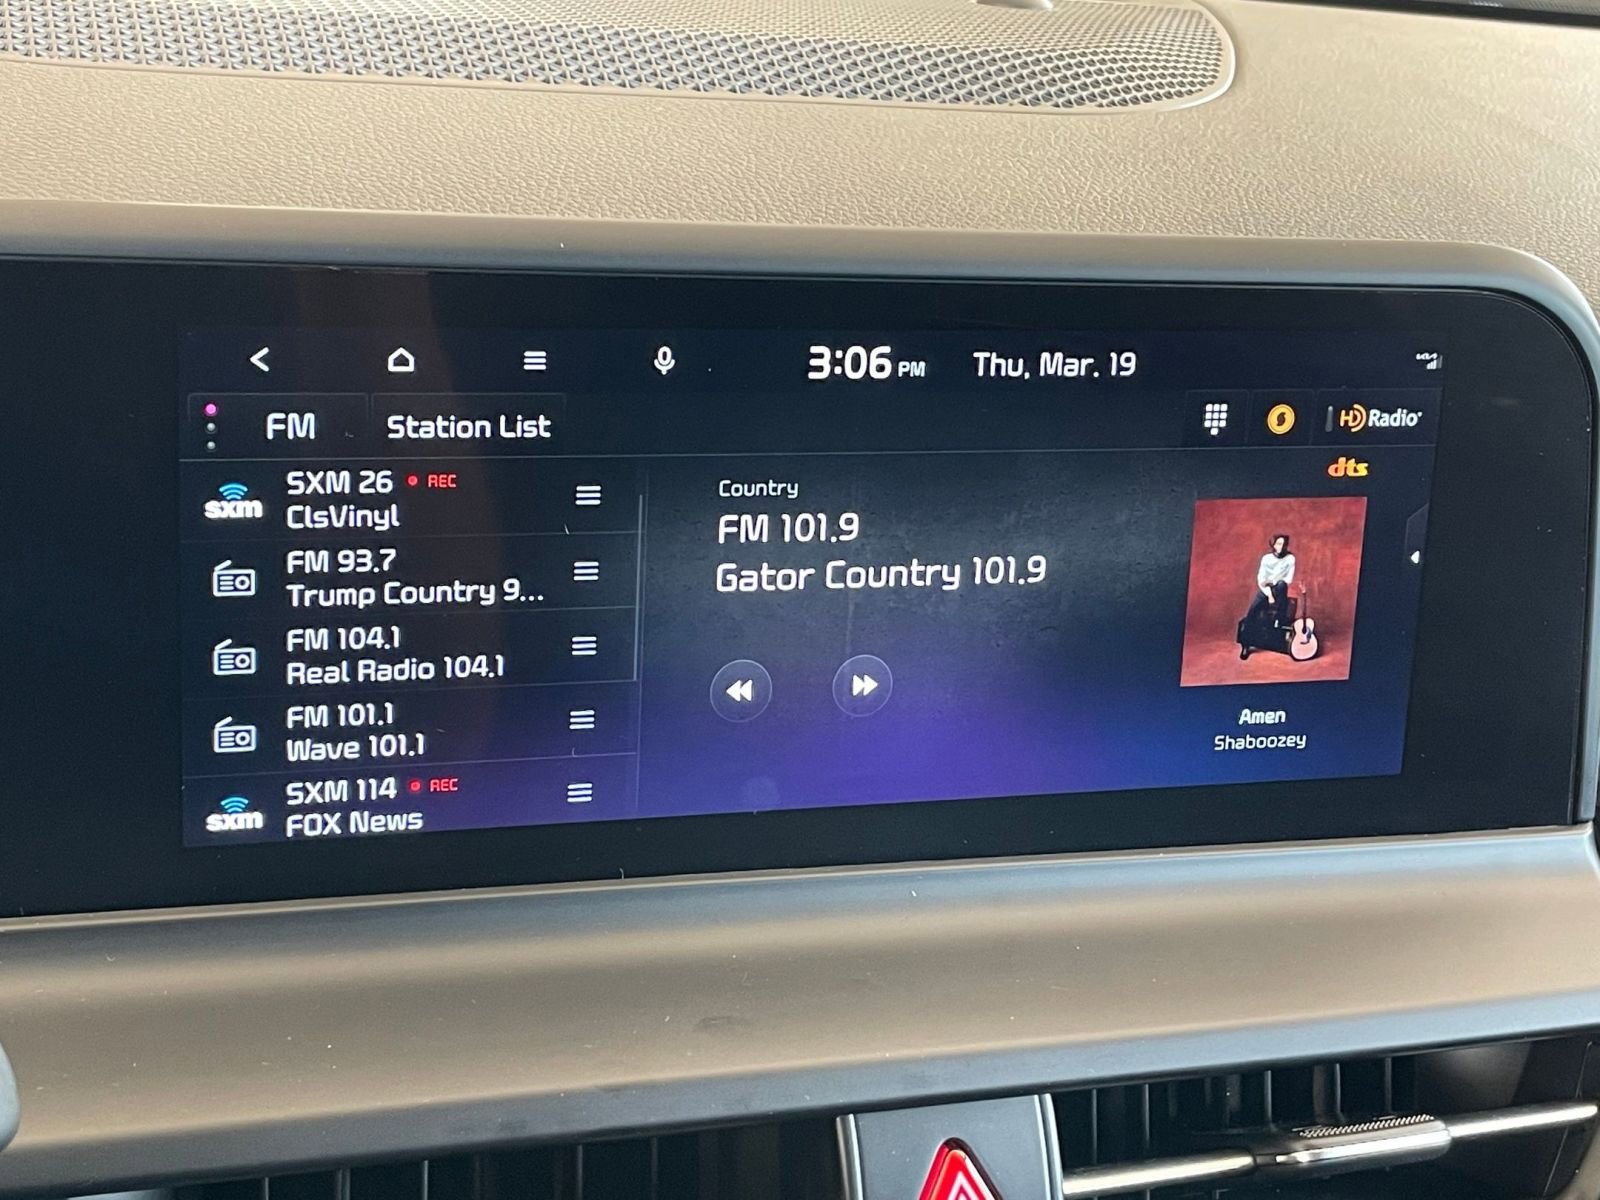 3:06 PM Thu, Mar. 19
FM Station List
HD Radio
dts
sxm SXM 26 REC
ClsVinyl
FM 93.7
Trump Country 9...
FM 104.1
Real Radio 104.1
FM 101.1
Wave 101.1
sxm SXM 114 REC
FOX News
Country
FM 101.9
Gator Country 101.9
Amen
Shaboozey